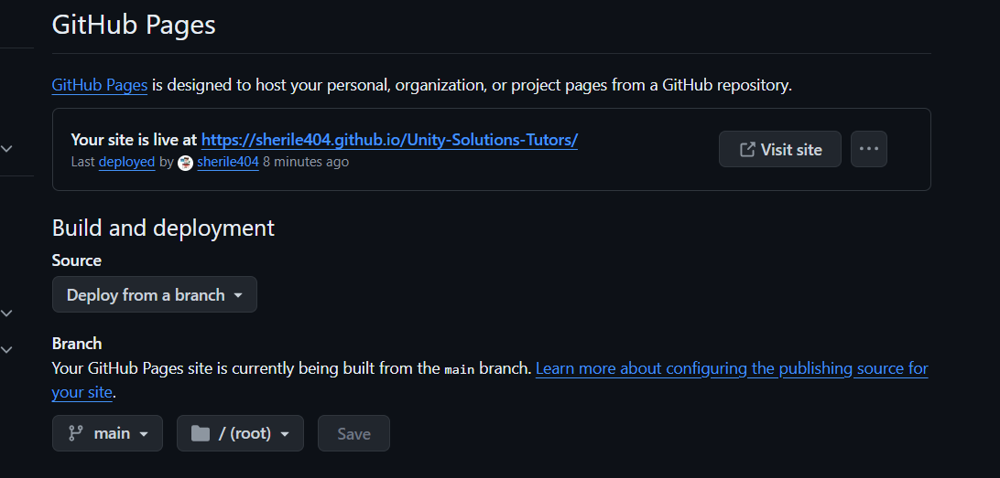 GitHub Pages
GitHub Pages is designed to host your personal, organization, or project pages from a GitHub repository.
Your site is live at https://sherile404.github.io/Unity-Solutions-Tutors/
Last deployed by sherile404 8 minutes ago
Visit site
Build and deployment
Source
Deploy from a branch
Branch
Your GitHub Pages site is currently being built from the main branch. Learn more about configuring the publishing source for
your site.
main
/ (root)
Save